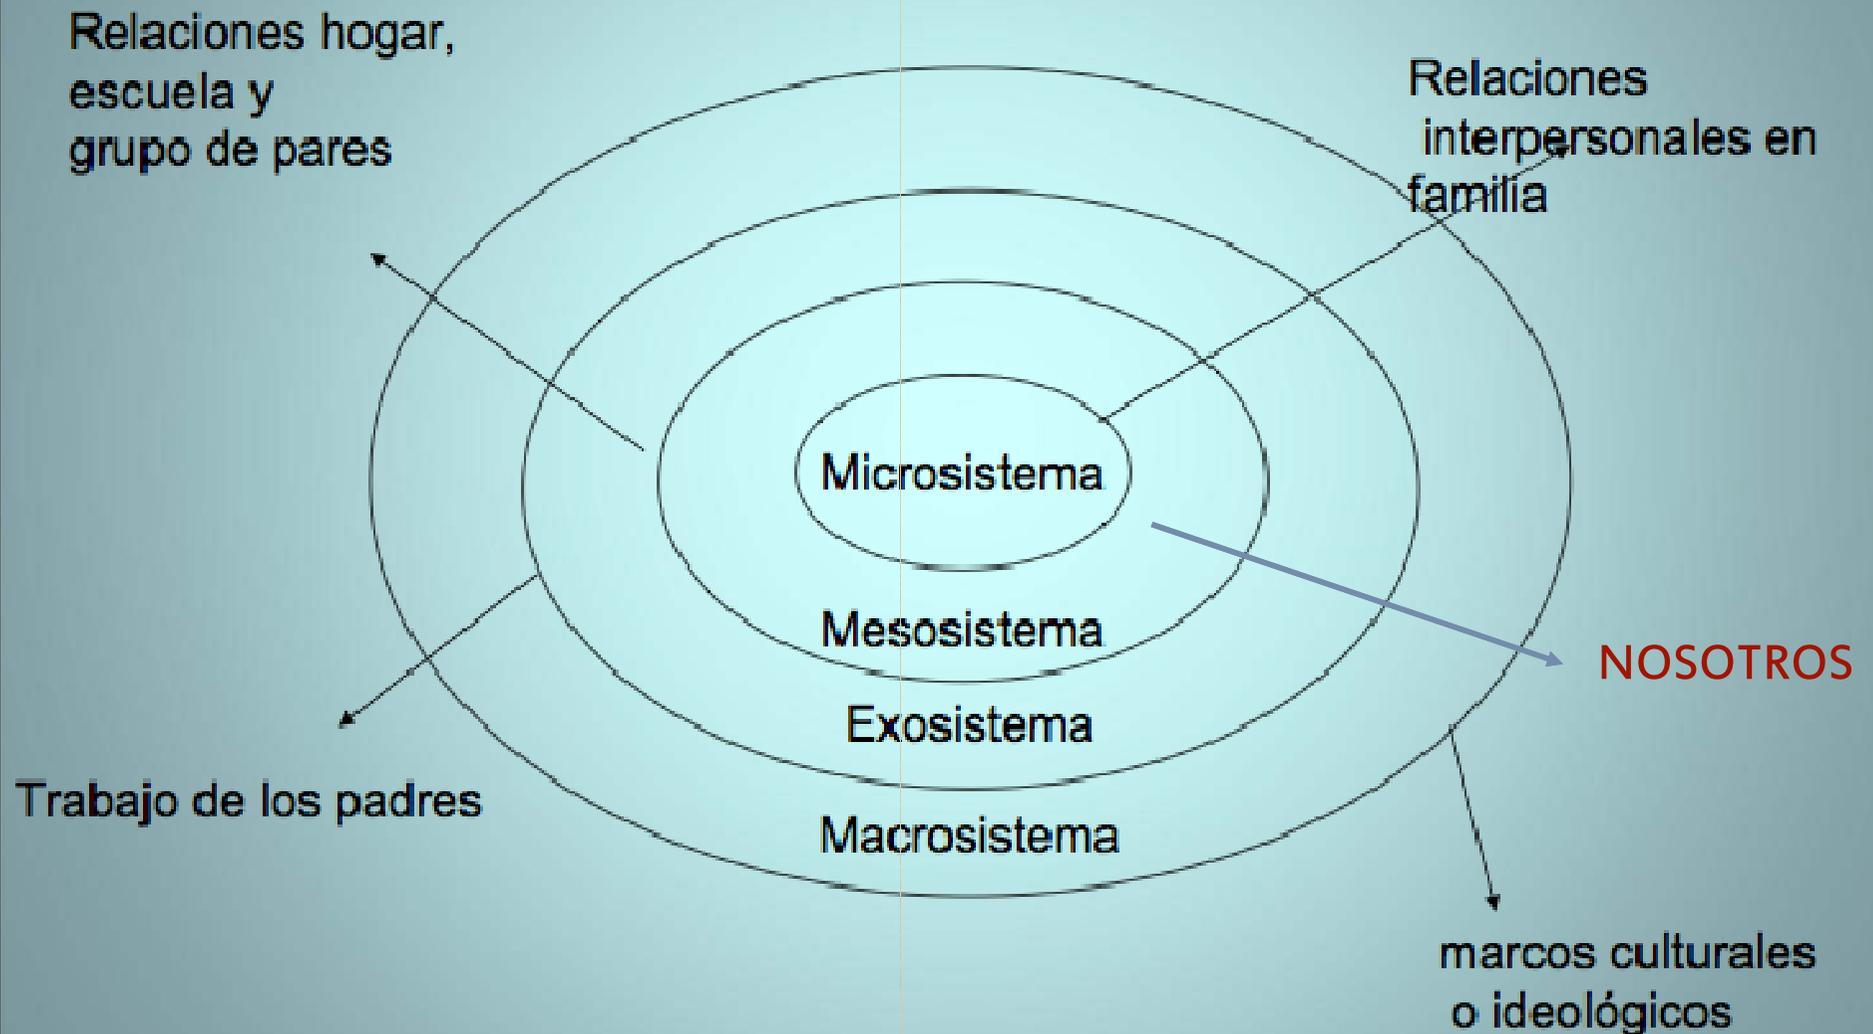 Relaciones hogar,
escuela y
grupo de pares
Relaciones
interpersonales en
familia
Microsistema
Mesosistema
NOSOTROS
Exosistema
Trabajo de los padres
Macrosistema
marcos culturales
o ideológicos